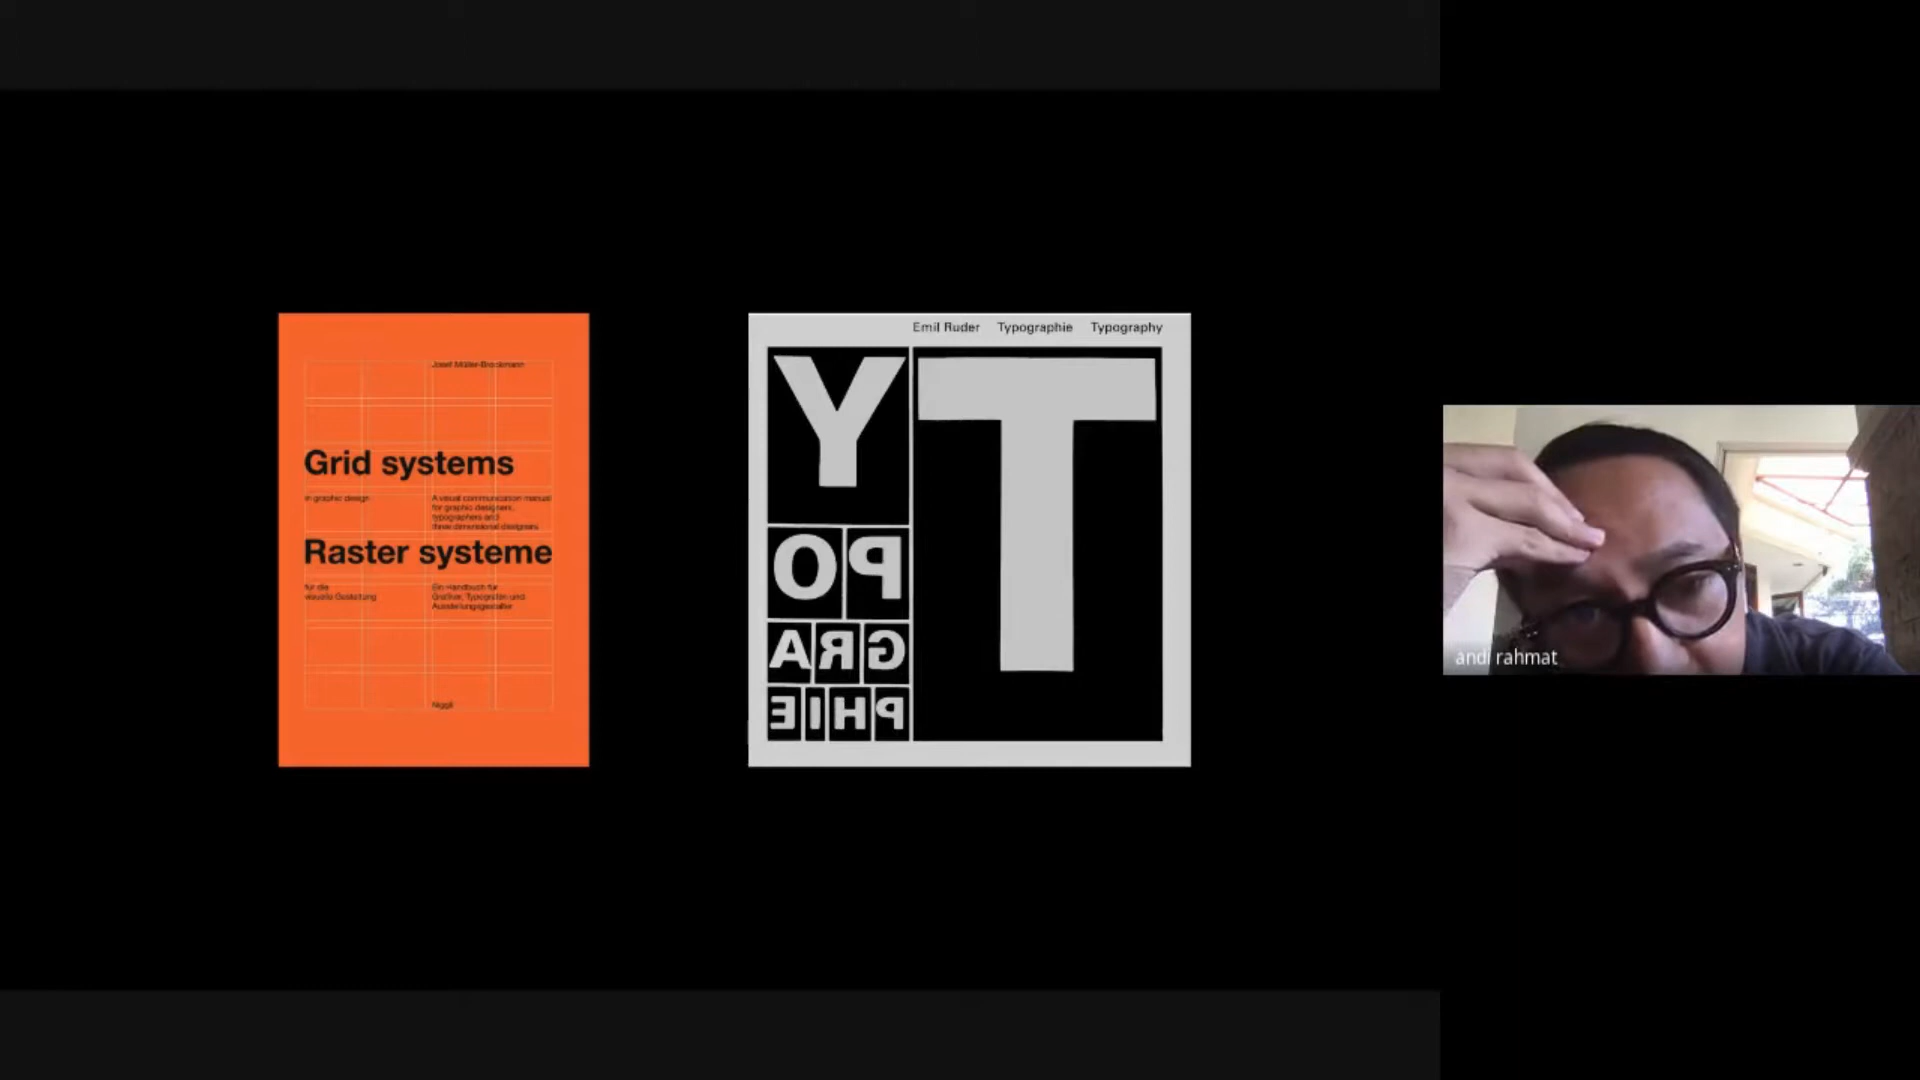 Josef Müller-Brockmann
Grid systems
in graphic design
A visual communication manual
for graphic designers,
typographers and
three dimensional designers
Raster systeme
für die
visuelle Gestaltung
Ein Handbuch für
Grafiker, Typografen und
Ausstellungsgestalter
Niggli
Emil Ruder Typographie Typography
T
Y
PO
GRA
PHIE
andi rahmat